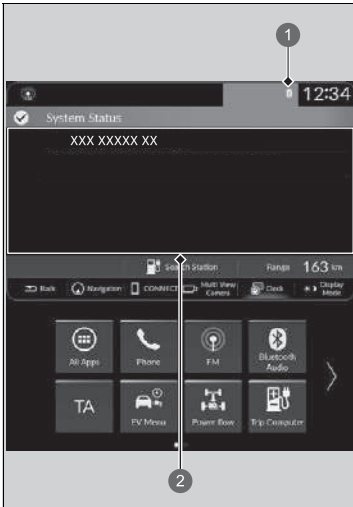 1
12:34
System Status
XXX XXXXX XX
Search Station Range 163 km
Back Navigation CONNECT Multi View Camera Clock Display Mode
All Apps Phone FM Bluetooth Audio
TA EV Menu Power flow Trip Computer
2